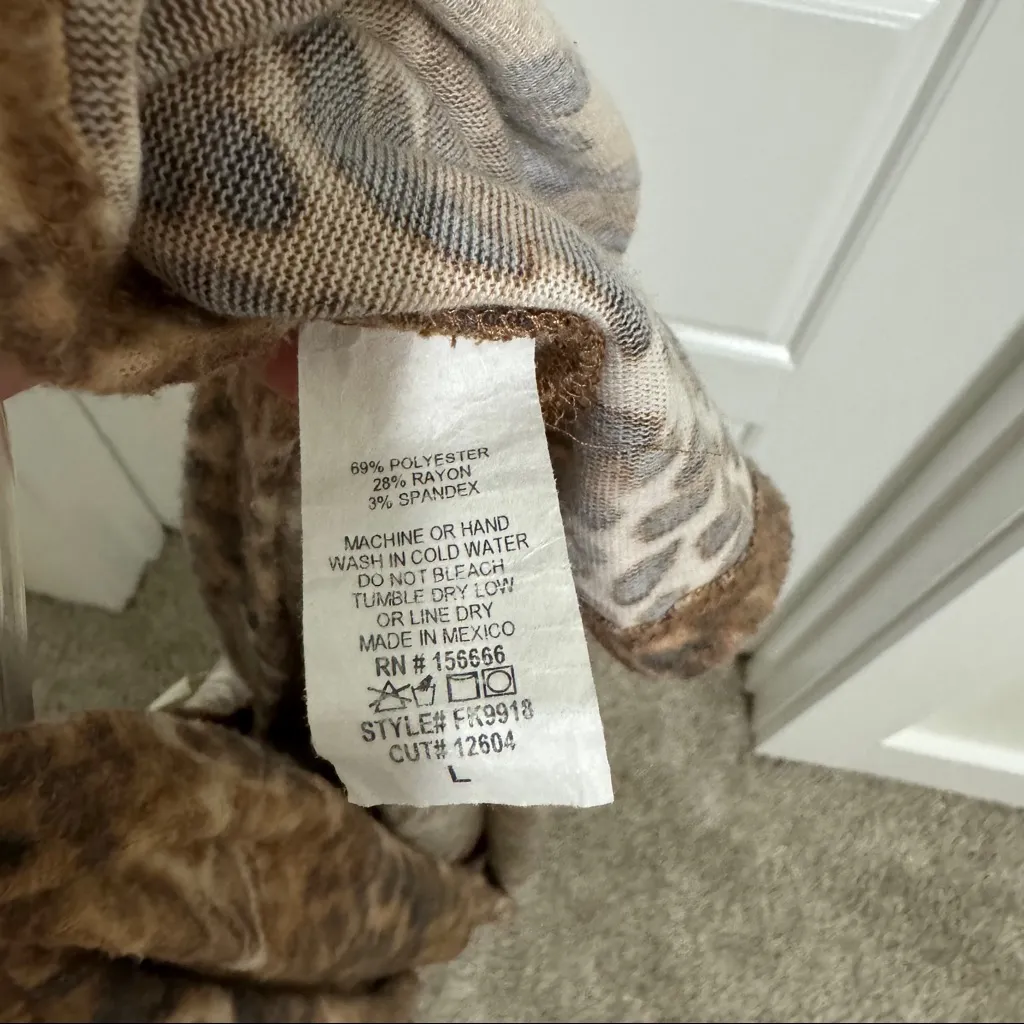 69% POLYESTER
28% RAYON
3% SPANDEX
MACHINE OR HAND
WASH IN COLD WATER
DO NOT BLEACH
TUMBLE DRY LOW
OR LINE DRY
MADE IN MEXICO
RN # 156666
STYLE# FK9918
CUT# 12604
L